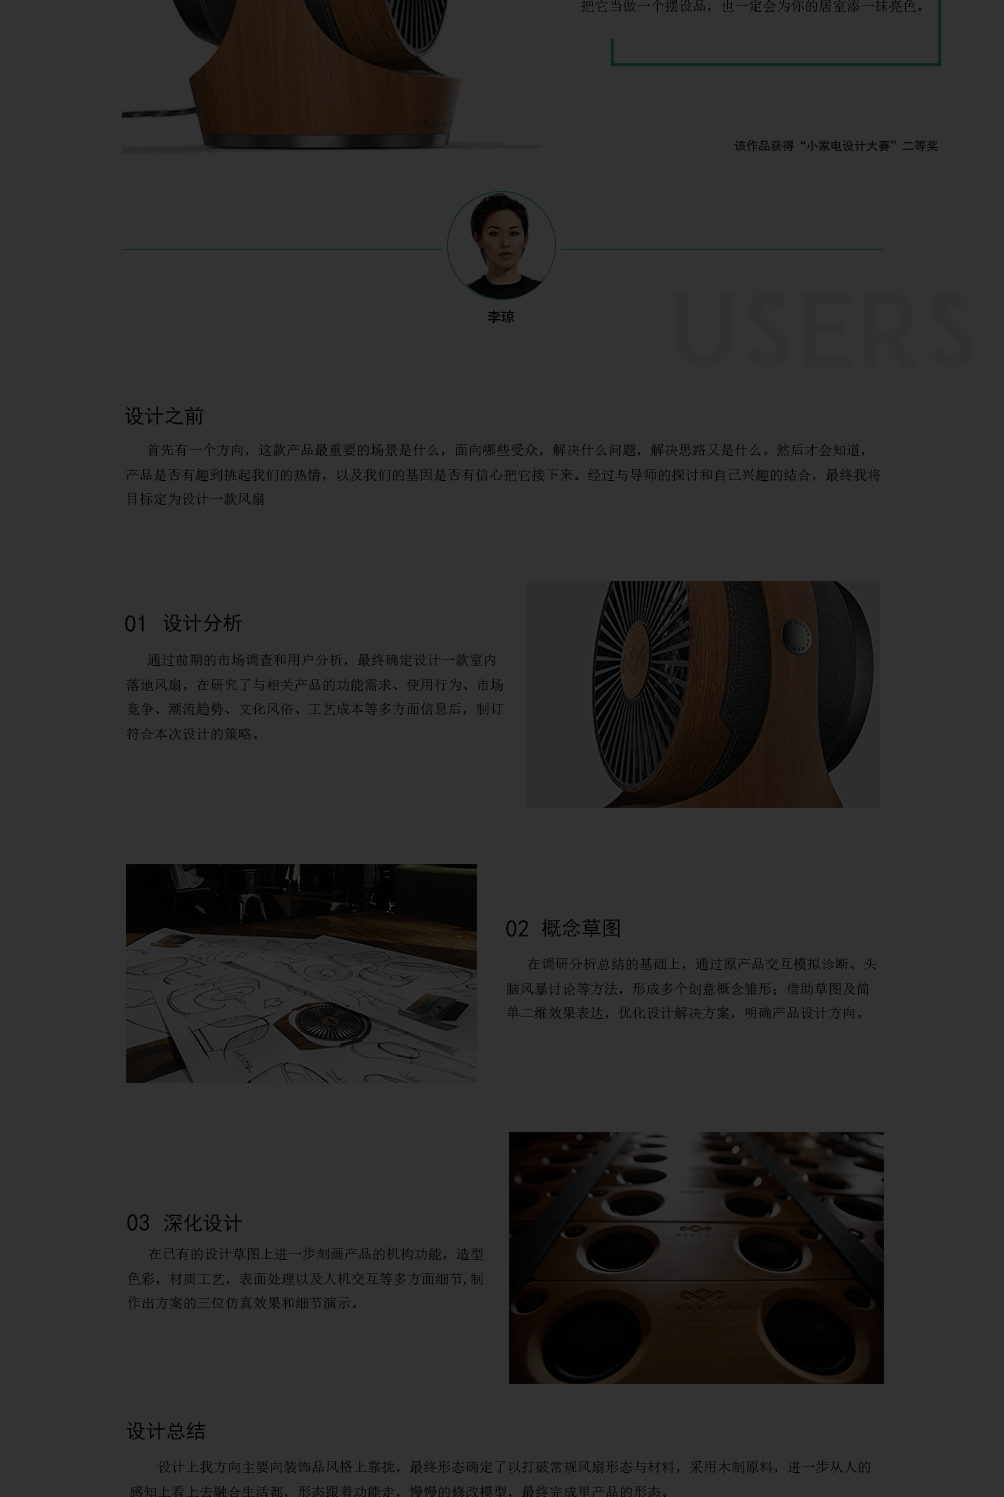 把它当做一个摆设品，也一定会为你的居室添一抹亮色。
该作品获得“小家电设计大赛”二等奖
李琼
USERS
设计之前
首先有一个方向，这款产品最重要的场景是什么，面向哪些受众，解决什么问题，解决思路又是什么。然后才会知道，
产品是否有趣到挑起我们的热情，以及我们的基因是否有信心把它接下来。经过与导师的探讨和自己兴趣的结合，最终我将
目标定为设计一款风扇
01 设计分析
通过前期的市场调查和用户分析，最终确定设计一款室内
落地风扇。在研究了与相关产品的功能需求、使用行为、市场
竞争、潮流趋势、文化风俗、工艺成本等多方面信息后，制订
符合本次设计的策略。
02 概念草图
在调研分析总结的基础上，通过原产品交互模拟诊断、头
脑风暴讨论等方法，形成多个创意概念雏形；借助草图及简
单二维效果表达，优化设计解决方案，明确产品设计方向。
03 深化设计
在已有的设计草图上进一步刻画产品的机构功能，造型
色彩，材质工艺，表面处理以及人机交互等多方面细节,制
作出方案的三位仿真效果和细节演示。
设计总结
设计上我方向主要向装饰品风格上靠拢，最终形态确定了以打破常规风扇形态与材料，采用木制原料，进一步从人的
感知上看上去融合生活都，形态跟着功能走，慢慢的修改模型，最终完成里产品的形态。